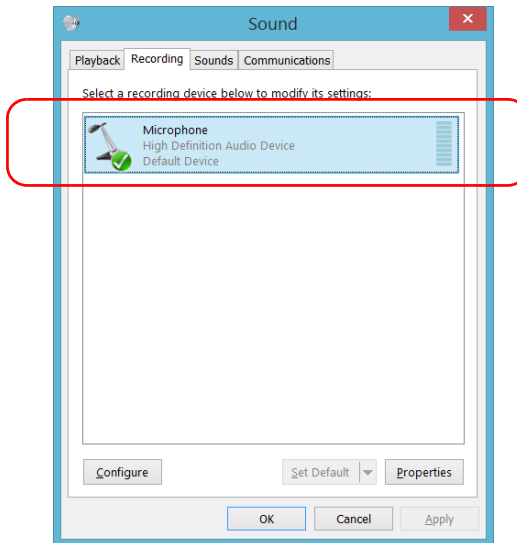 Sound
Playback Recording Sounds Communications
Select a recording device below to modify its settings:
Microphone
High Definition Audio Device
Default Device
Configure Set Default Properties
OK Cancel Apply